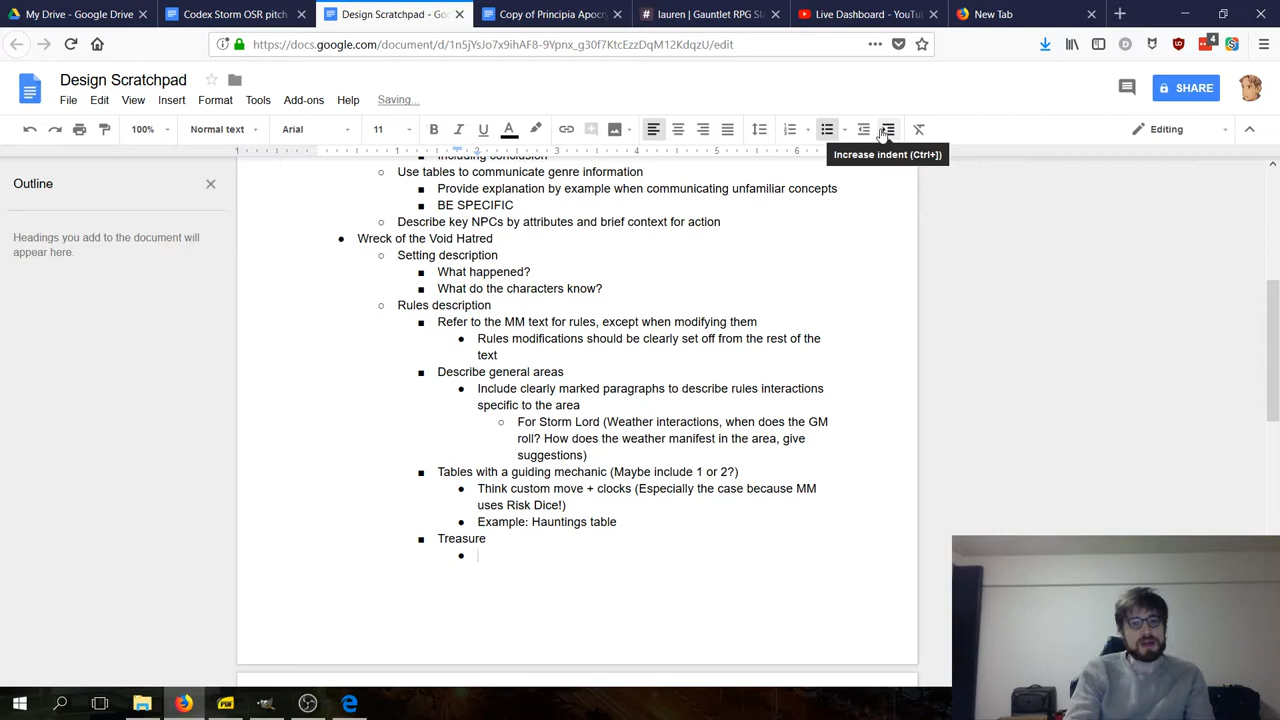 My Drive - Google Drive
Codex Storm OSR pitch
Design Scratchpad - Goo
Copy of Principia Apocr
lauren | Gauntlet RPG Sla
Live Dashboard - YouTu
New Tab
https://docs.google.com/document/d/1n5jYsJo7x9ihAF8-9Ypnx_g30f7KtcEzzDqM12KdqzU/edit
4
Design Scratchpad
File Edit View Insert Format Tools Add-ons Help Saving...
SHARE
100% Normal text Arial 11
Editing
Increase indent (Ctrl+])
Outline
Headings you add to the document will
appear here.
Including conclusion
Use tables to communicate genre information
Provide explanation by example when communicating unfamiliar concepts
BE SPECIFIC
Describe key NPCs by attributes and brief context for action
Wreck of the Void Hatred
Setting description
What happened?
What do the characters know?
Rules description
Refer to the MM text for rules, except when modifying them
Rules modifications should be clearly set off from the rest of the
text
Describe general areas
Include clearly marked paragraphs to describe rules interactions
specific to the area
For Storm Lord (Weather interactions, when does the GM
roll? How does the weather manifest in the area, give
suggestions)
Tables with a guiding mechanic (Maybe include 1 or 2?)
Think custom move + clocks (Especially the case because MM
uses Risk Dice!)
Example: Hauntings table
Treasure